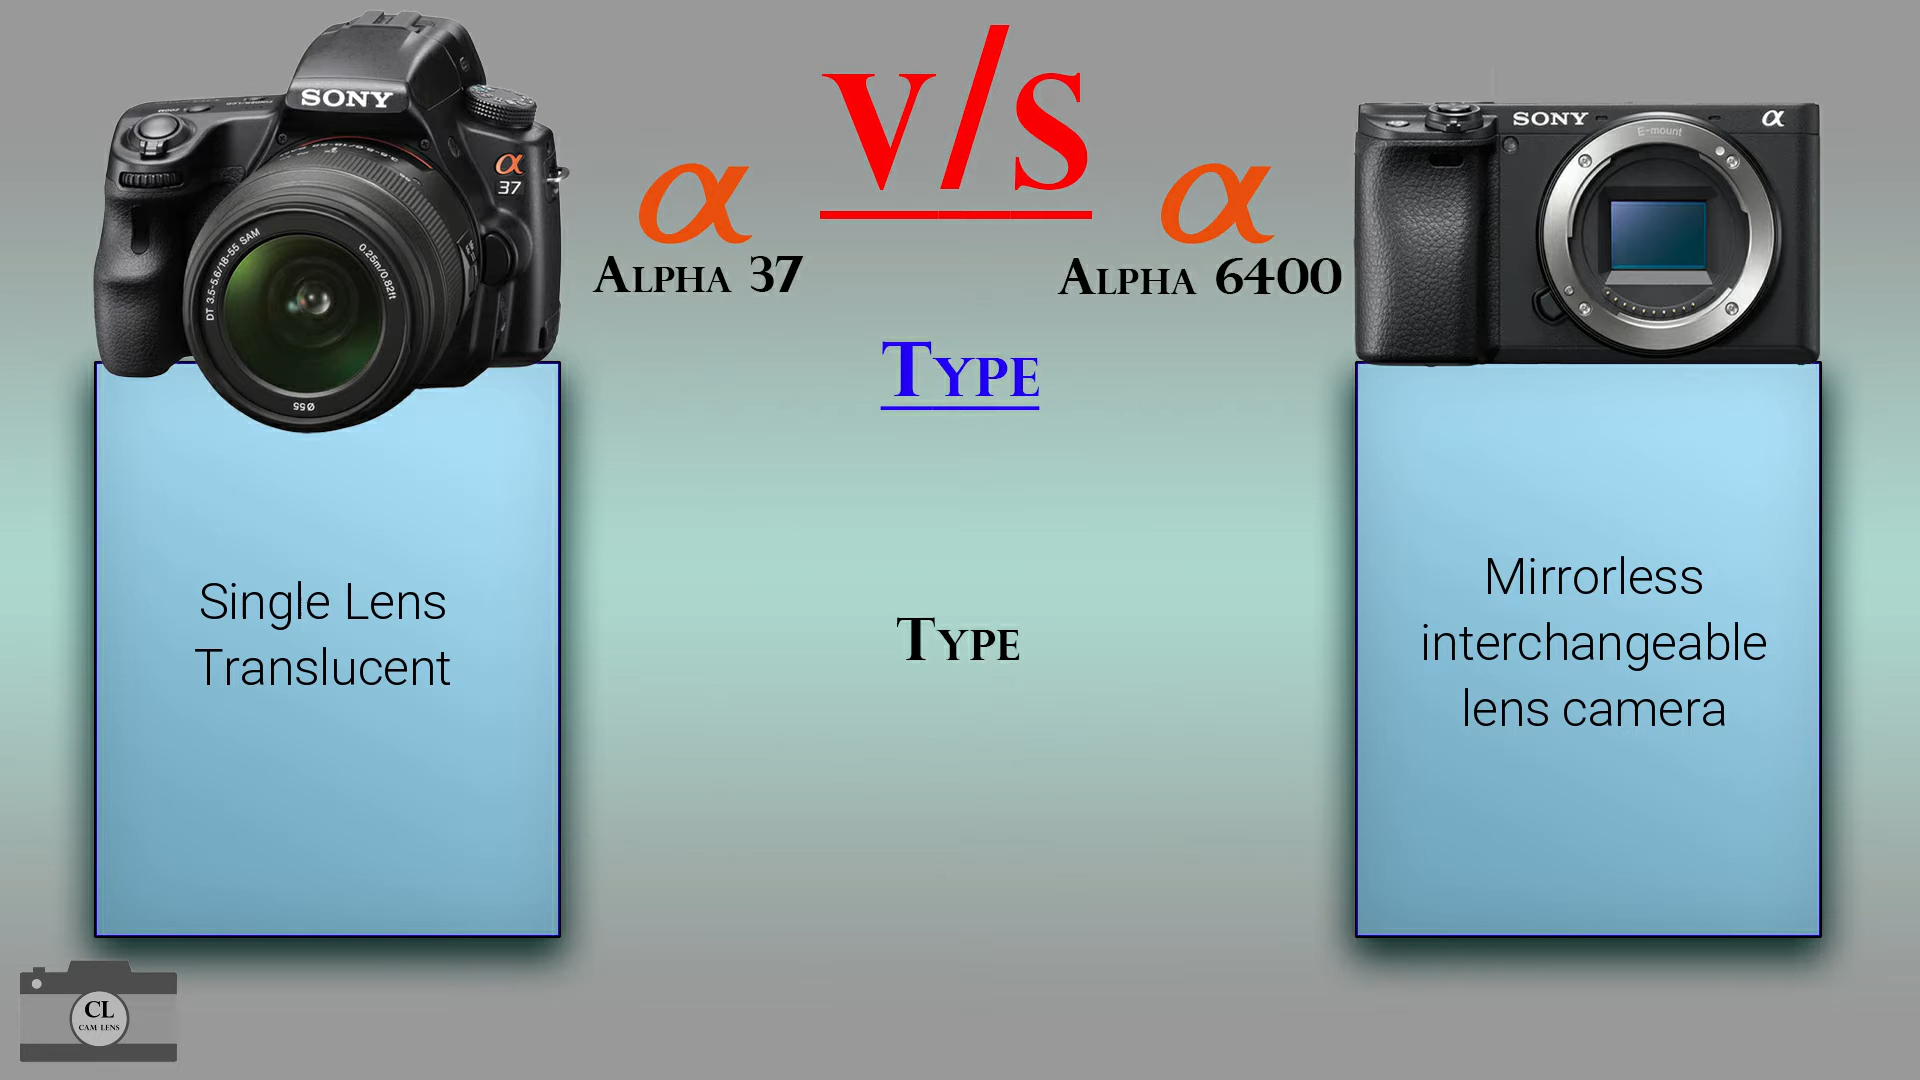 V/S
SONY
α
37
DT 3.5-5.6/18-55 SAM
0.25m/0.82ft
Ø55
α
Alpha 37
α
Alpha 6400
SONY
α
E-mount
Type
Single Lens
Translucent
Type
Mirrorless
interchangeable
lens camera
CL
CAM LENS